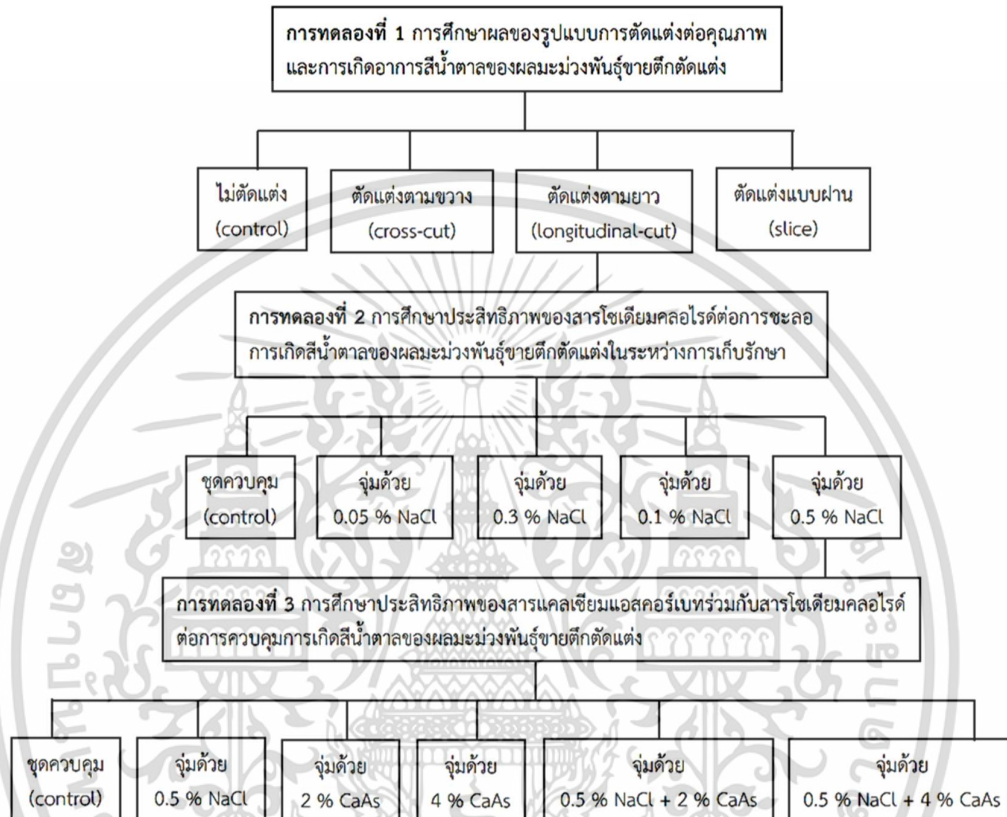 การทดลองที่ 1 การศึกษาผลของรูปแบบการตัดแต่งต่อคุณภาพ
และการเกิดอาการสีน้ำตาลของผลมะม่วงพันธุ์ขายตึกตัดแต่ง
ไม่ตัดแต่ง
(control)
ตัดแต่งตามขวาง
(cross-cut)
ตัดแต่งตามยาว
(longitudinal-cut)
ตัดแต่งแบบฝาน
(slice)
การทดลองที่ 2 การศึกษาประสิทธิภาพของสารโซเดียมคลอไรด์ต่อการชะลอ
การเกิดสีน้ำตาลของผลมะม่วงพันธุ์ขายตึกตัดแต่งในระหว่างการเก็บรักษา
ชุดควบคุม
(control)
จุ่มด้วย
0.05 % NaCl
จุ่มด้วย
0.3 % NaCl
จุ่มด้วย
0.1 % NaCl
จุ่มด้วย
0.5 % NaCl
การทดลองที่ 3 การศึกษาประสิทธิภาพของสารแคลเซียมแอสคอร์เบทร่วมกับสารโซเดียมคลอไรด์
ต่อการควบคุมการเกิดสีน้ำตาลของผลมะม่วงพันธุ์ขายตึกตัดแต่ง
ชุดควบคุม
(control)
จุ่มด้วย
0.5 % NaCl
จุ่มด้วย
2 % CaAs
จุ่มด้วย
4 % CaAs
จุ่มด้วย
0.5 % NaCl + 2 % CaAs
จุ่มด้วย
0.5 % NaCl + 4 % CaAs